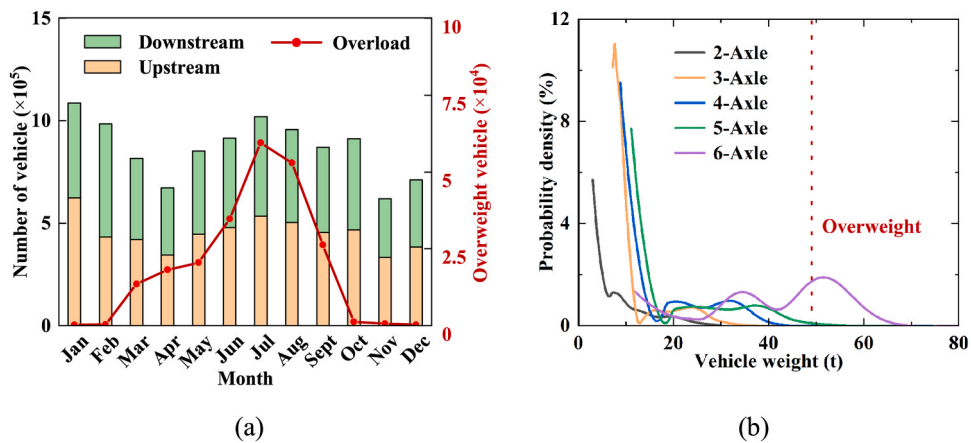 (a)
15
10
5
0
Number of vehicle (×10⁵)
Downstream
Upstream
Overload
10
7.5
5
2.5
0
Overweight vehicle (×10⁴)
Jan Feb Mar Apr May Jun Jul Aug Sept Oct Nov Dec
Month
(a)
(b)
12
8
4
0
Probability density (%)
2-Axle
3-Axle
4-Axle
5-Axle
6-Axle
Overweight
0 20 40 60 80
Vehicle weight (t)
(b)